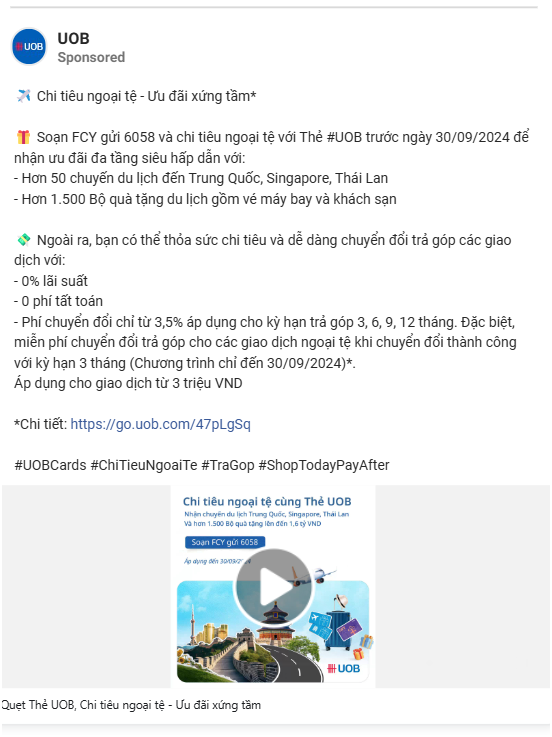 UOB
UOB
Sponsored
✈️ Chi tiêu ngoại tệ - Ưu đãi xứng tầm*
🎁 Soạn FCY gửi 6058 và chi tiêu ngoại tệ với Thẻ #UOB trước ngày 30/09/2024 để
nhận ưu đãi đa tầng siêu hấp dẫn với:
- Hơn 50 chuyến du lịch đến Trung Quốc, Singapore, Thái Lan
- Hơn 1.500 Bộ quà tặng du lịch gồm vé máy bay và khách sạn
💸 Ngoài ra, bạn có thể thỏa sức chi tiêu và dễ dàng chuyển đổi trả góp các giao
dịch với:
- 0% lãi suất
- 0 phí tất toán
- Phí chuyển đổi chỉ từ 3,5% áp dụng cho kỳ hạn trả góp 3, 6, 9, 12 tháng. Đặc biệt,
miễn phí chuyển đổi trả góp cho các giao dịch ngoại tệ khi chuyển đổi thành công
với kỳ hạn 3 tháng (Chương trình chỉ đến 30/09/2024)*.
Áp dụng cho giao dịch từ 3 triệu VND
*Chi tiết: https://go.uob.com/47pLgSq
#UOBCards #ChiTieuNgoaiTe #TraGop #ShopTodayPayAfter
Chi tiêu ngoại tệ cùng Thẻ UOB
Nhận chuyến du lịch Trung Quốc, Singapore, Thái Lan
Và hơn 1.500 Bộ quà tặng lên đến 1,6 tỷ VND
Soạn FCY gửi 6058
Áp dụng đến
UOB
Quẹt Thẻ UOB, Chi tiêu ngoại tệ - Ưu đãi xứng tầm